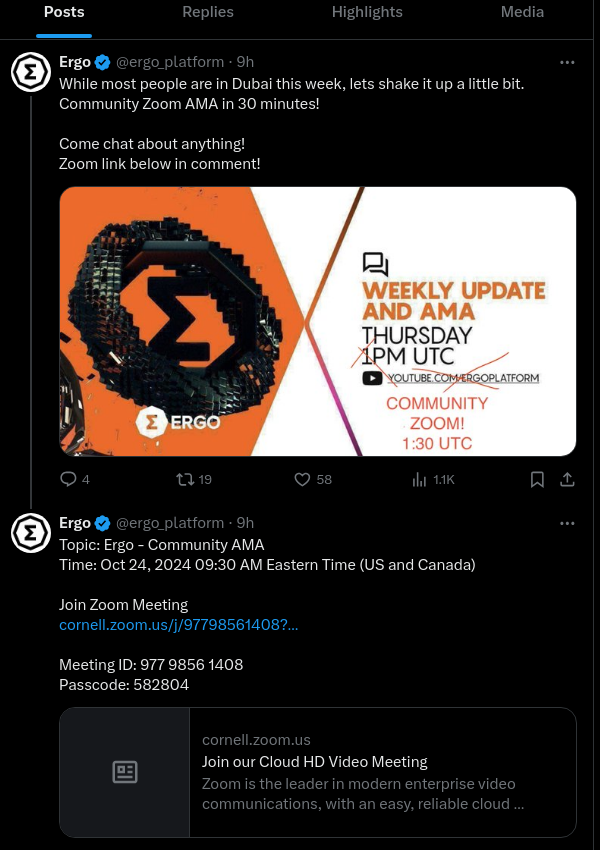 Posts Replies Highlights Media
Ergo @ergo_platform · 9h
While most people are in Dubai this week, lets shake it up a little bit.
Community Zoom AMA in 30 minutes!
Come chat about anything!
Zoom link below in comment!
WEEKLY UPDATE
AND AMA
THURSDAY
1PM UTC
YOUTUBE.COM/ERGOPLATFORM
COMMUNITY
ZOOM!
1:30 UTC
Σ ERGO
4 19 58 1.1K
Ergo @ergo_platform · 9h
Topic: Ergo - Community AMA
Time: Oct 24, 2024 09:30 AM Eastern Time (US and Canada)
Join Zoom Meeting
cornell.zoom.us/j/97798561408?...
Meeting ID: 977 9856 1408
Passcode: 582804
cornell.zoom.us
Join our Cloud HD Video Meeting
Zoom is the leader in modern enterprise video
communications, with an easy, reliable cloud ...